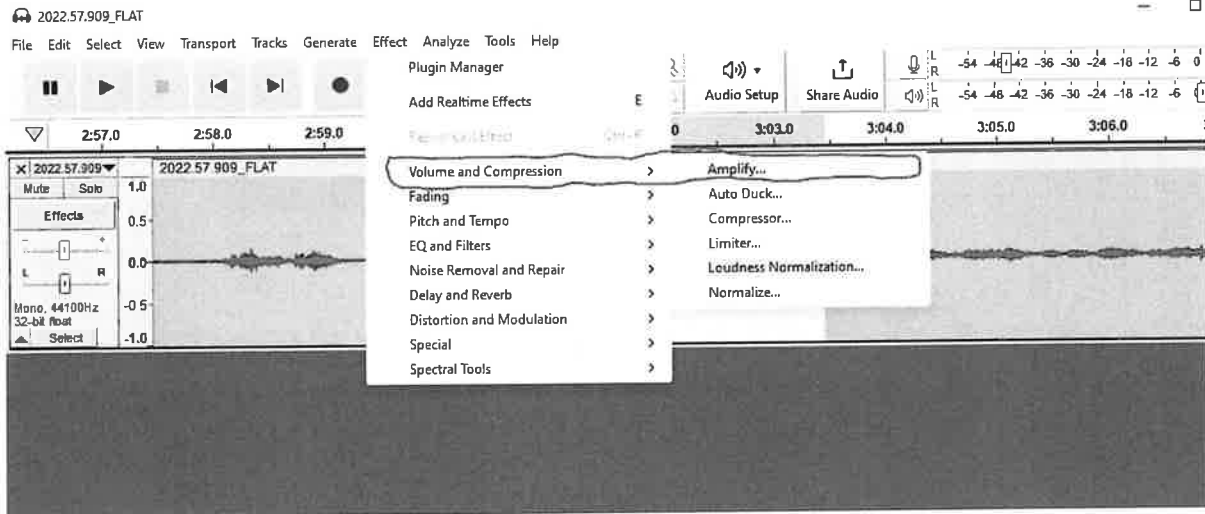 2022.57.909_FLAT
File Edit Select View Transport Tracks Generate Effect Analyze Tools Help
Audio Setup Share Audio
L R -54 -48 -42 -36 -30 -24 -18 -12 -6 0
L R -54 -48 -42 -36 -30 -24 -18 -12 -6
2:57.0 2:58.0 2:59.0 0 3:03.0 3:04.0 3:05.0 3:06.0
2022.57.909 2022.57.909_FLAT
Mute Solo
Effects
- +
L R
Mono, 44100Hz
32-bit float
Select
1.0
0.5
0.0
-0.5
-1.0
Plugin Manager
Add Realtime Effects E
Volume and Compression >
Fading >
Pitch and Tempo >
EQ and Filters >
Noise Removal and Repair >
Delay and Reverb >
Distortion and Modulation >
Special >
Spectral Tools >
Amplify...
Auto Duck...
Compressor...
Limiter...
Loudness Normalization...
Normalize...